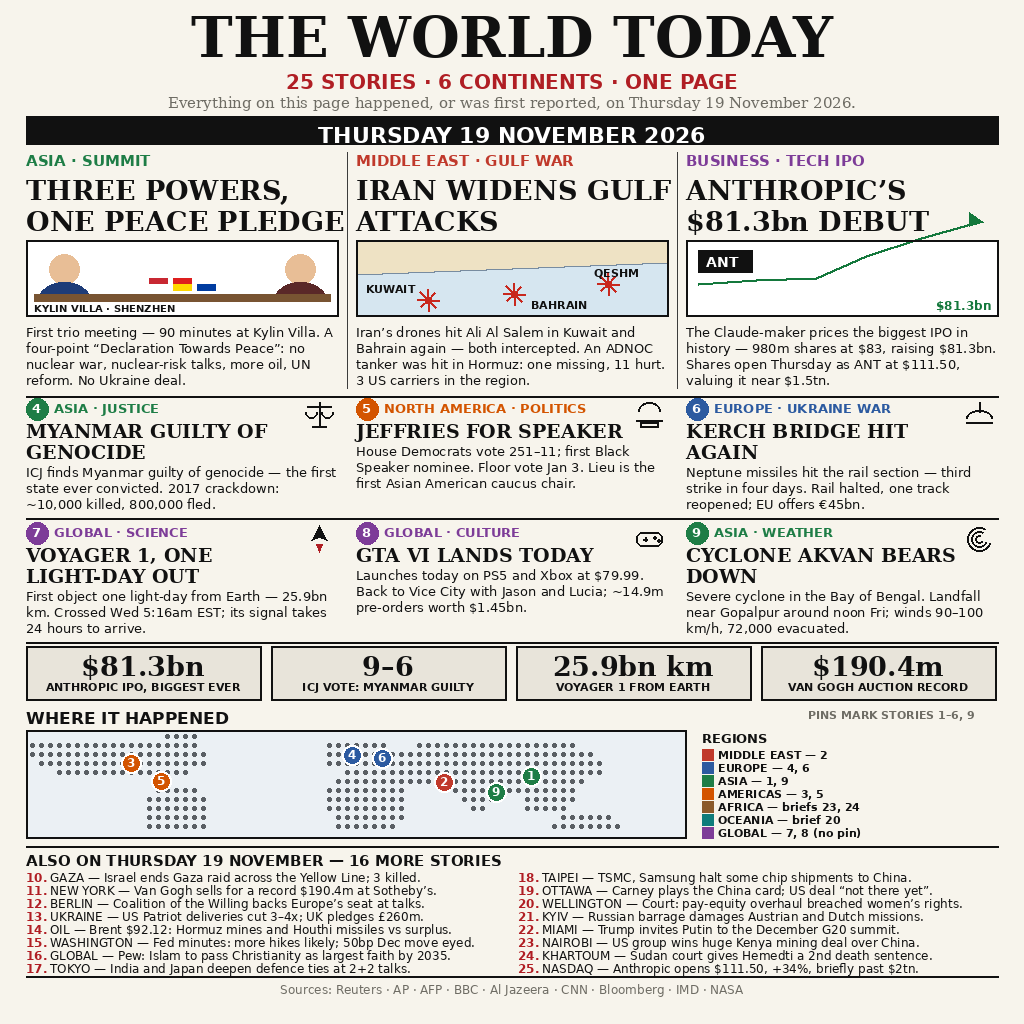 THE WORLD TODAY
25 STORIES · 6 CONTINENTS · ONE PAGE
Everything on this page happened, or was first reported, on Thursday 19 November 2026.
THURSDAY 19 NOVEMBER 2026
ASIA · SUMMIT
THREE POWERS,
ONE PEACE PLEDGE
KYLIN VILLA · SHENZHEN
First trio meeting — 90 minutes at Kylin Villa. A
four-point “Declaration Towards Peace”: no
nuclear war, nuclear-risk talks, more oil, UN
reform. No Ukraine deal.
MIDDLE EAST · GULF WAR
IRAN WIDENS GULF
ATTACKS
QESHM
KUWAIT
BAHRAIN
Iran’s drones hit Ali Al Salem in Kuwait and
Bahrain again — both intercepted. An ADNOC
tanker was hit in Hormuz: one missing, 11 hurt.
3 US carriers in the region.
BUSINESS · TECH IPO
ANTHROPIC’S
$81.3bn DEBUT
ANT
$81.3bn
The Claude-maker prices the biggest IPO in
history — 980m shares at $83, raising $81.3bn.
Shares open Thursday as ANT at $111.50,
valuing it near $1.5tn.
4 ASIA · JUSTICE
MYANMAR GUILTY OF
GENOCIDE
ICJ finds Myanmar guilty of genocide — the first
state ever convicted. 2017 crackdown:
~10,000 killed, 800,000 fled.
5 NORTH AMERICA · POLITICS
JEFFRIES FOR SPEAKER
House Democrats vote 251–11; first Black
Speaker nominee. Floor vote Jan 3. Lieu is the
first Asian American caucus chair.
6 EUROPE · UKRAINE WAR
KERCH BRIDGE HIT
AGAIN
Neptune missiles hit the rail section — third
strike in four days. Rail halted, one track
reopened; EU offers €45bn.
7 GLOBAL · SCIENCE
VOYAGER 1, ONE
LIGHT-DAY OUT
First object one light-day from Earth — 25.9bn
km. Crossed Wed 5:16am EST; its signal takes
24 hours to arrive.
8 GLOBAL · CULTURE
GTA VI LANDS TODAY
Launches today on PS5 and Xbox at $79.99.
Back to Vice City with Jason and Lucia; ~14.9m
pre-orders worth $1.45bn.
9 ASIA · WEATHER
CYCLONE AKVAN BEARS
DOWN
Severe cyclone in the Bay of Bengal. Landfall
near Gopalpur around noon Fri; winds 90–100
km/h, 72,000 evacuated.
$81.3bn
ANTHROPIC IPO, BIGGEST EVER
9–6
ICJ VOTE: MYANMAR GUILTY
25.9bn km
VOYAGER 1 FROM EARTH
$190.4m
VAN GOGH AUCTION RECORD
WHERE IT HAPPENED
PINS MARK STORIES 1–6, 9
3
5
4
6
2
9
1
REGIONS
MIDDLE EAST — 2
EUROPE — 4, 6
ASIA — 1, 9
AMERICAS — 3, 5
AFRICA — briefs 23, 24
OCEANIA — brief 20
GLOBAL — 7, 8 (no pin)
ALSO ON THURSDAY 19 NOVEMBER — 16 MORE STORIES
10. GAZA — Israel ends Gaza raid across the Yellow Line; 3 killed.
11. NEW YORK — Van Gogh sells for a record $190.4m at Sotheby’s.
12. BERLIN — Coalition of the Willing backs Europe’s seat at talks.
13. UKRAINE — US Patriot deliveries cut 3–4x; UK pledges £260m.
14. OIL — Brent $92.12: Hormuz mines and Houthi missiles vs surplus.
15. WASHINGTON — Fed minutes: more hikes likely; 50bp Dec move eyed.
16. GLOBAL — Pew: Islam to pass Christianity as largest faith by 2035.
17. TOKYO — India and Japan deepen defence ties at 2+2 talks.
18. TAIPEI — TSMC, Samsung halt some chip shipments to China.
19. OTTAWA — Carney plays the China card; US deal “not there yet”.
20. WELLINGTON — Court: pay-equity overhaul breached women’s rights.
21. KYIV — Russian barrage damages Austrian and Dutch missions.
22. MIAMI — Trump invites Putin to the December G20 summit.
23. NAIROBI — US group wins huge Kenya mining deal over China.
24. KHARTOUM — Sudan court gives Hemedti a 2nd death sentence.
25. NASDAQ — Anthropic opens $111.50, +34%, briefly past $2tn.
Sources: Reuters · AP · AFP · BBC · Al Jazeera · CNN · Bloomberg · IMD · NASA